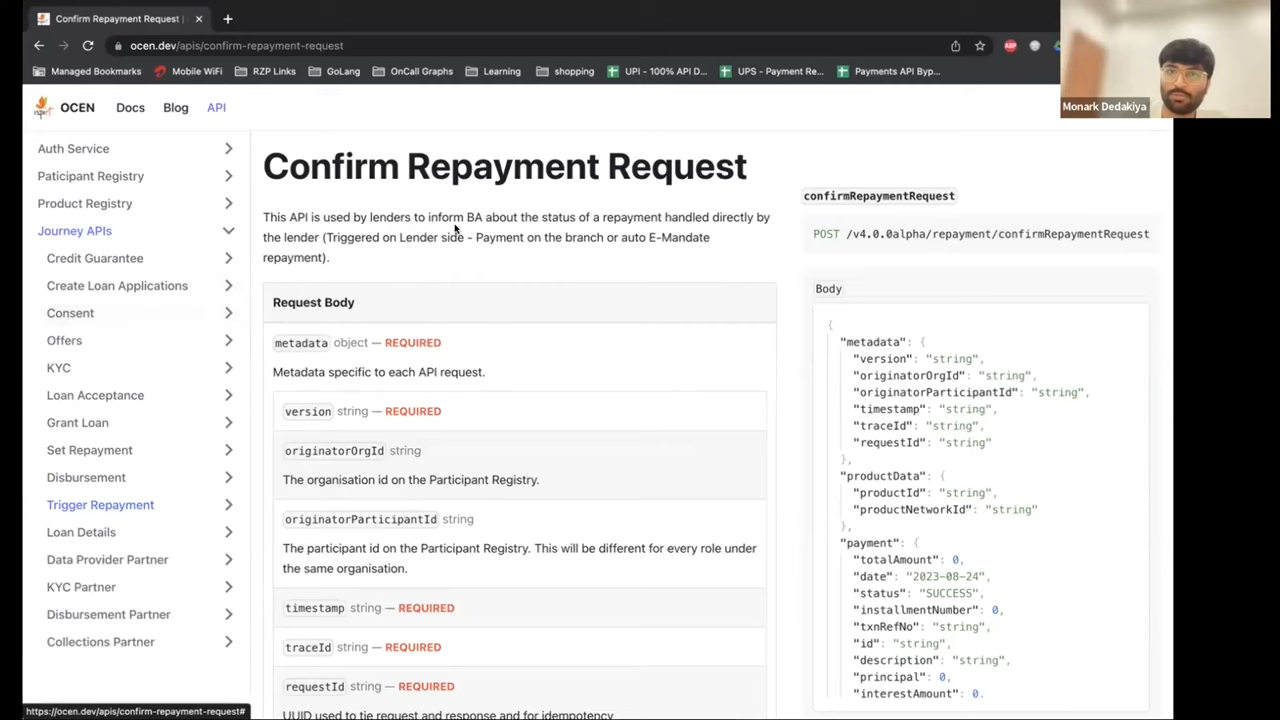 Confirm Repayment Request |
ocen.dev/apis/confirm-repayment-request
Managed Bookmarks
Mobile WiFi
RZP Links
GoLang
OnCall Graphs
Learning
shopping
UPI - 100% API D...
UPS - Payment Re...
Payments API Byp...
Monark Dedakiya
OCEN
Docs
Blog
API
Auth Service
Paticipant Registry
Product Registry
Journey APIs
Credit Guarantee
Create Loan Applications
Consent
Offers
KYC
Loan Acceptance
Grant Loan
Set Repayment
Disbursement
Trigger Repayment
Loan Details
Data Provider Partner
KYC Partner
Disbursement Partner
Collections Partner
https://ocen.dev/apis/confirm-repayment-request#
Confirm Repayment Request
This API is used by lenders to inform BA about the status of a repayment handled directly by
the lender (Triggered on Lender side - Payment on the branch or auto E-Mandate
repayment).
Request Body
metadata object — REQUIRED
Metadata specific to each API request.
version string — REQUIRED
originatorOrgId string
The organisation id on the Participant Registry.
originatorParticipantId string
The participant id on the Participant Registry. This will be different for every role under
the same organisation.
timestamp string — REQUIRED
traceId string — REQUIRED
requestId string — REQUIRED
UUID used to tie request and response and for idempotency
confirmRepaymentRequest
POST /v4.0.0alpha/repayment/confirmRepaymentRequest
Body
{
"metadata": {
"version": "string",
"originatorOrgId": "string",
"originatorParticipantId": "string",
"timestamp": "string",
"traceId": "string",
"requestId": "string"
},
"productData": {
"productId": "string",
"productNetworkId": "string"
},
"payment": {
"totalAmount": 0,
"date": "2023-08-24",
"status": "SUCCESS",
"installmentNumber": 0,
"txnRefNo": "string",
"id": "string",
"description": "string",
"principal": 0,
"interestAmount": 0,